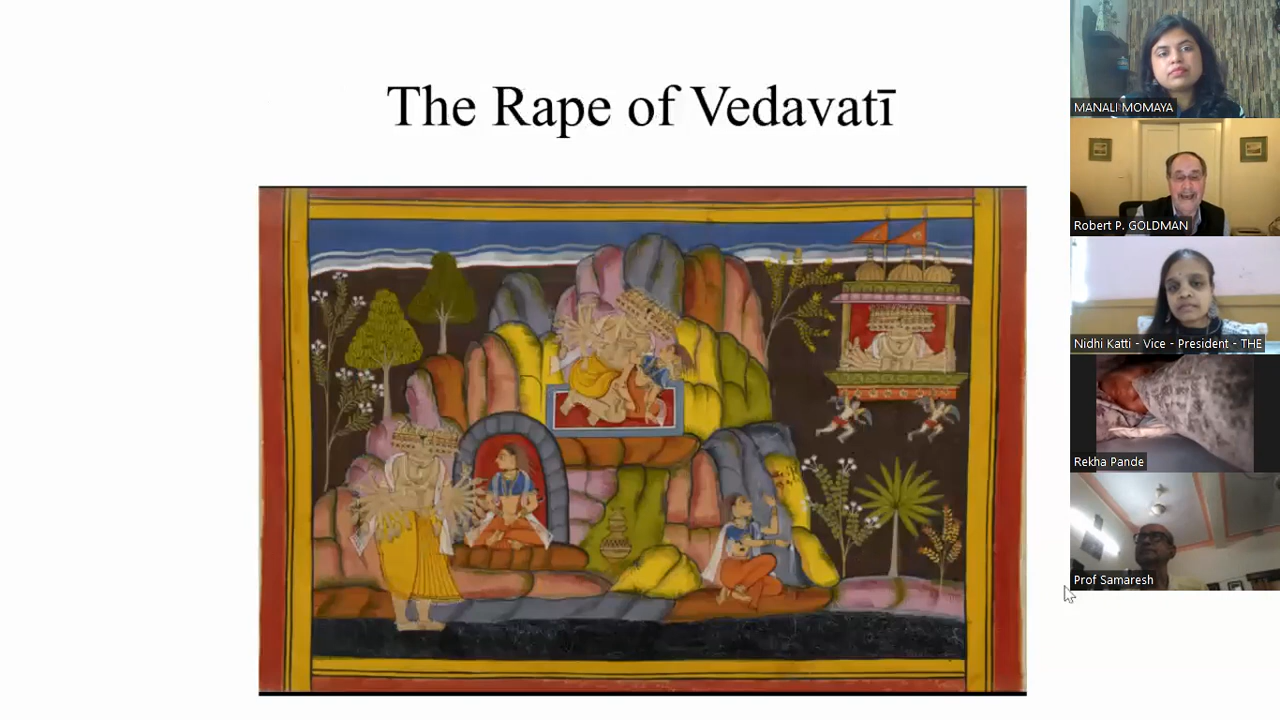 The Rape of Vedavatī
MANALI MOMAYA
Robert P. GOLDMAN
Nidhi Katti - Vice - President - THE
Rekha Pande
Prof Samaresh